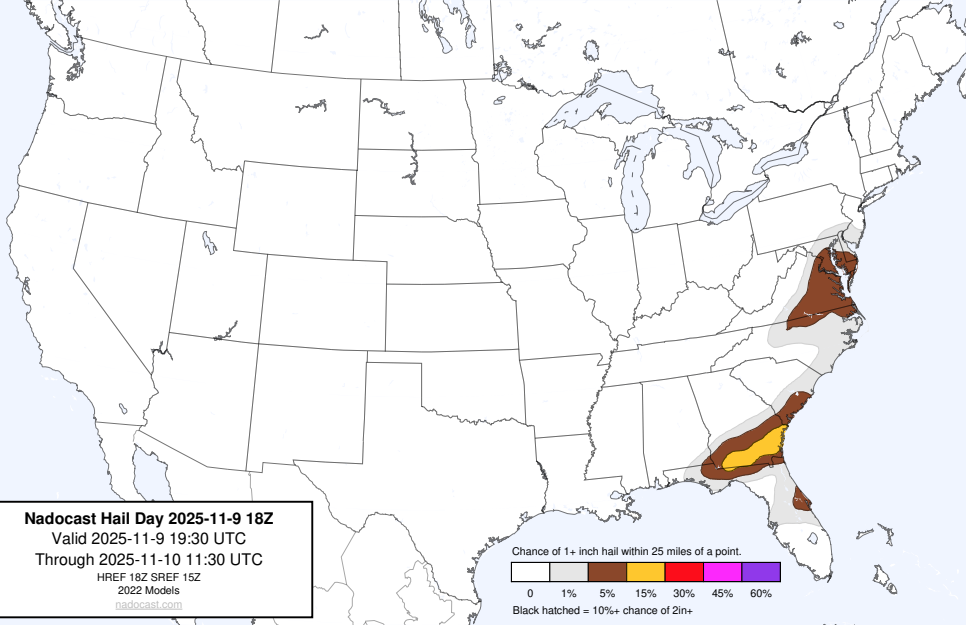 Nadocast Hail Day 2025-11-9 18Z
Valid 2025-11-9 19:30 UTC
Through 2025-11-10 11:30 UTC
HREF 18Z SREF 15Z
2022 Models
nadocast.com
Chance of 1+ inch hail within 25 miles of a point.
0 1% 5% 15% 30% 45% 60%
Black hatched = 10%+ chance of 2in+